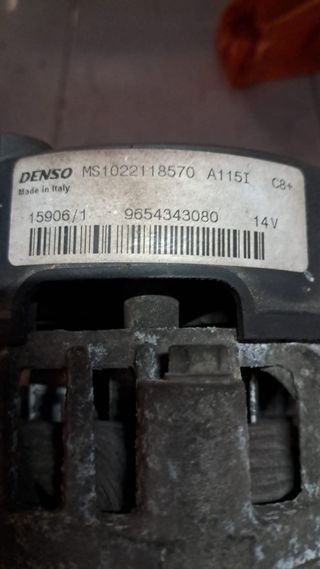 DENSO MS1022118570 A115I C8+
Made in Italy
15906/1 9654343080 14V